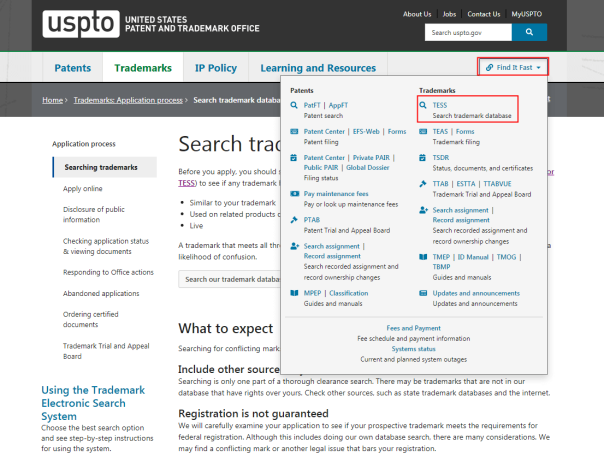 About Us | Jobs | Contact Us | MyUSPTO
uspto
UNITED STATES
PATENT AND TRADEMARK OFFICE
Search uspto.gov
Patents
Trademarks
IP Policy
Learning and Resources
Find It Fast
Home > Trademarks: Application process > Search trademark databa
t
Application process
Searching trademarks
Apply online
Disclosure of public
information
Checking application status
& viewing documents
Responding to Office actions
Abandoned applications
Ordering certified
documents
Trademark Trial and Appeal
Board
Using the Trademark
Electronic Search
System
Choose the best search option
and see step-by-step instructions
for using the system.
Search trac
Before you apply, you should s
or
TESS) to see if any trademark l
• Similar to your trademark
• Used on related products o
• Live
A trademark that meets all thre
a
likelihood of confusion.
Search our trademark databas
Patents
PatFT | AppFT
Patent search
Patent Center | EFS-Web | Forms
Patent filing
Patent Center | Private PAIR |
Public PAIR | Global Dossier
Filing status
Pay maintenance fees
Pay or look up maintenance fees
PTAB
Patent Trial and Appeal Board
Search assignment |
Record assignment
Search recorded assignment and
record ownership changes
MPEP | Classification
Guides and manuals
Trademarks
TESS
Search trademark database
TEAS | Forms
Trademark filing
TSDR
Status, documents, and certificates
TTAB | ESTTA | TTABVUE
Trademark Trial and Appeal Board
Search assignment |
Record assignment
Search recorded assignment and
record ownership changes
TMEP | ID Manual | TMOG |
TBMP
Guides and manuals
Updates and announcements
Updates and announcements
Fees and Payment
Fee schedule and payment information
Systems status
Current and planned system outages
What to expect
Searching for conflicting mark
Include other source
Searching is only one part of a thorough clearance search. There may be trademarks that are not in our
database that have rights over yours. Check other sources, such as state trademark databases and the internet.
Registration is not guaranteed
We will carefully examine your application to see if your prospective trademark meets the requirements for
federal registration. Although this includes doing our own database search, there are many considerations. We
may find a conflicting mark or another legal issue that bars your registration.